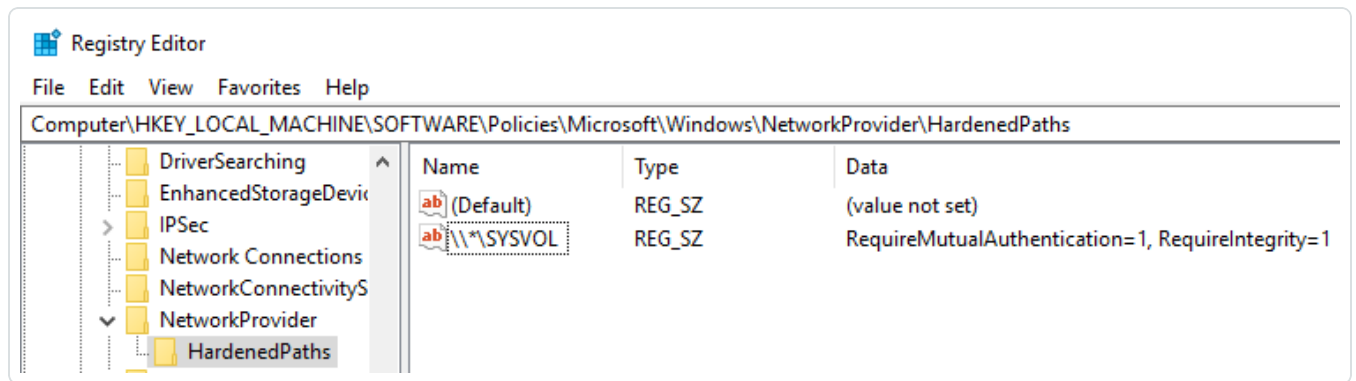 Registry Editor
File Edit View Favorites Help
Computer\HKEY_LOCAL_MACHINE\SOFTWARE\Policies\Microsoft\Windows\NetworkProvider\HardenedPaths
DriverSearching
EnhancedStorageDevic
IPSec
Network Connections
NetworkConnectivityS
NetworkProvider
HardenedPaths
Name Type Data
ab (Default) REG_SZ (value not set)
ab \\*\SYSVOL REG_SZ RequireMutualAuthentication=1, RequireIntegrity=1